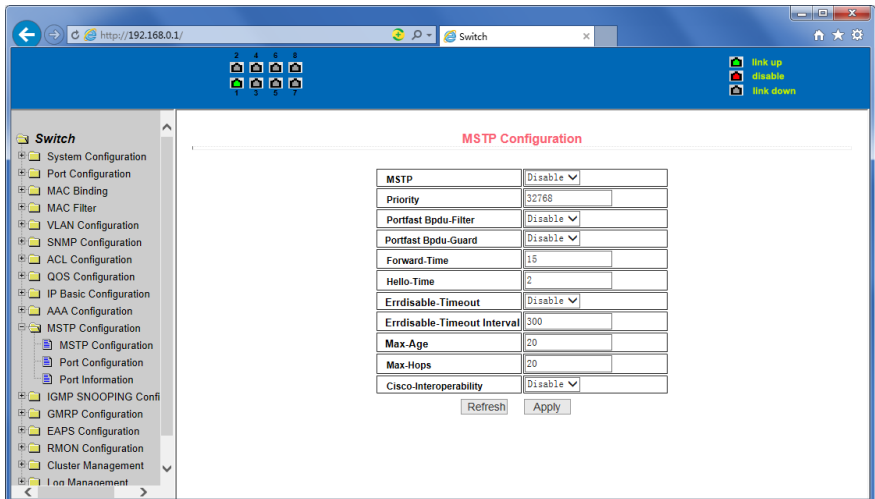 http://192.168.0.1/
Switch
2 4 6 8
1 3 5 7
link up
disable
link down
Switch
System Configuration
Port Configuration
MAC Binding
MAC Filter
VLAN Configuration
SNMP Configuration
ACL Configuration
QOS Configuration
IP Basic Configuration
AAA Configuration
MSTP Configuration
MSTP Configuration
Port Configuration
Port Information
IGMP SNOOPING Confi
GMRP Configuration
EAPS Configuration
RMON Configuration
Cluster Management
Log Management
MSTP Configuration
MSTP Disable
Priority 32768
Portfast Bpdu-Filter Disable
Portfast Bpdu-Guard Disable
Forward-Time 15
Hello-Time 2
Errdisable-Timeout Disable
Errdisable-Timeout Interval 300
Max-Age 20
Max-Hops 20
Cisco-Interoperability Disable
Refresh Apply